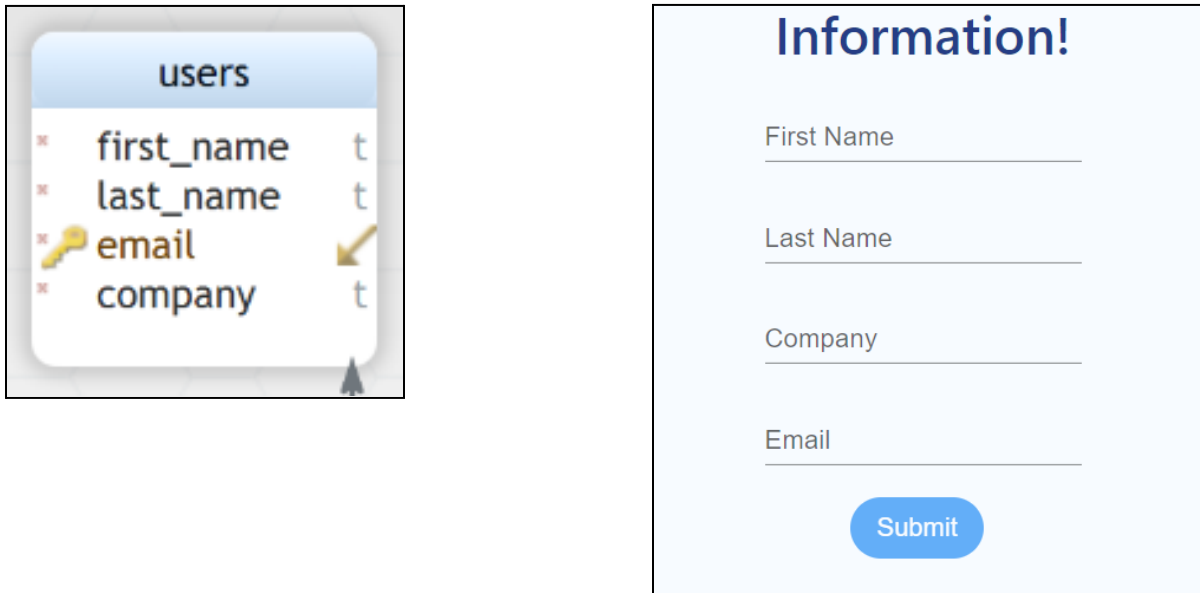 users
first_name t
last_name t
email
company t
Information!
First Name
Last Name
Company
Email
Submit